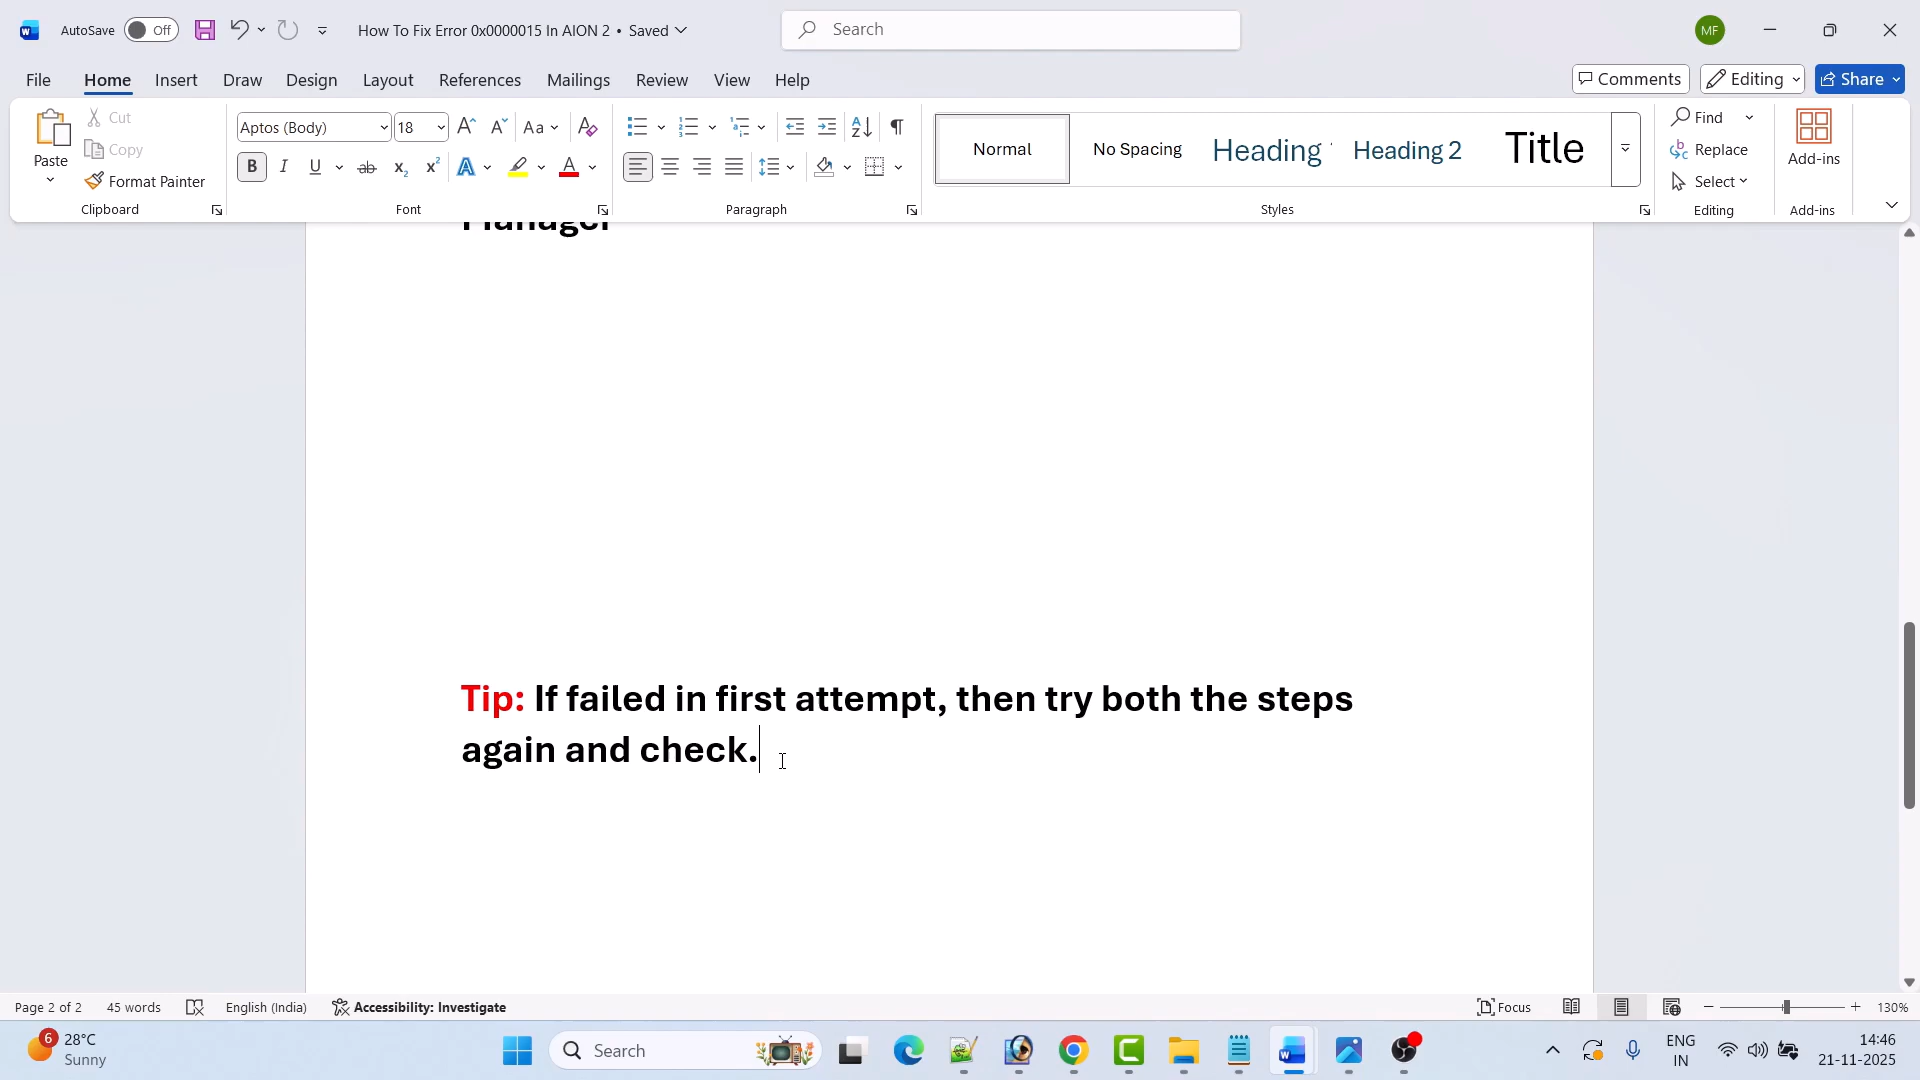 AutoSave Off How To Fix Error 0x0000015 In AION 2 • Saved Search MF
File Home Insert Draw Design Layout References Mailings Review View Help Comments Editing Share
Paste Cut Copy Format Painter
Aptos (Body) 18
Normal No Spacing Heading Heading 2 Title
Find Replace Select Add-ins
Clipboard Font Paragraph Styles Editing Add-ins
Manager
Tip: If failed in first attempt, then try both the steps
again and check.
Page 2 of 2 45 words English (India) Accessibility: Investigate Focus 130%
6 28°C Sunny Search ENG IN 14:46 21-11-2025